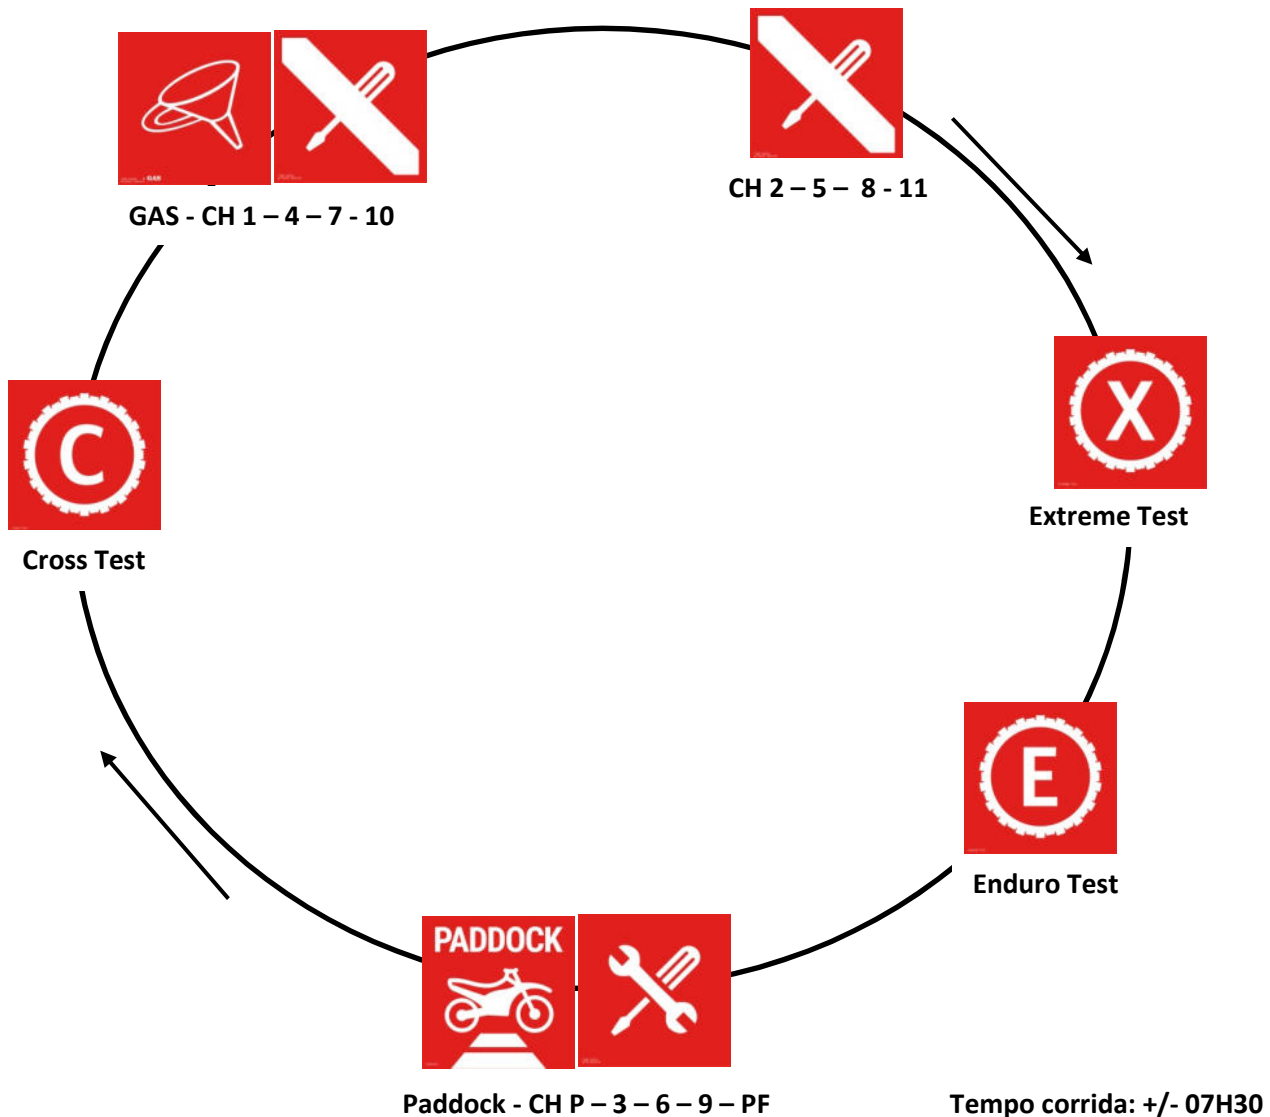 GAS
GAS - CH 1 – 4 – 7 - 10
CH 2 – 5 – 8 - 11
C
Cross Test
X
Extreme Test
E
Enduro Test
PADDOCK
Paddock - CH P – 3 – 6 – 9 – PF
Tempo corrida: +/- 07H30